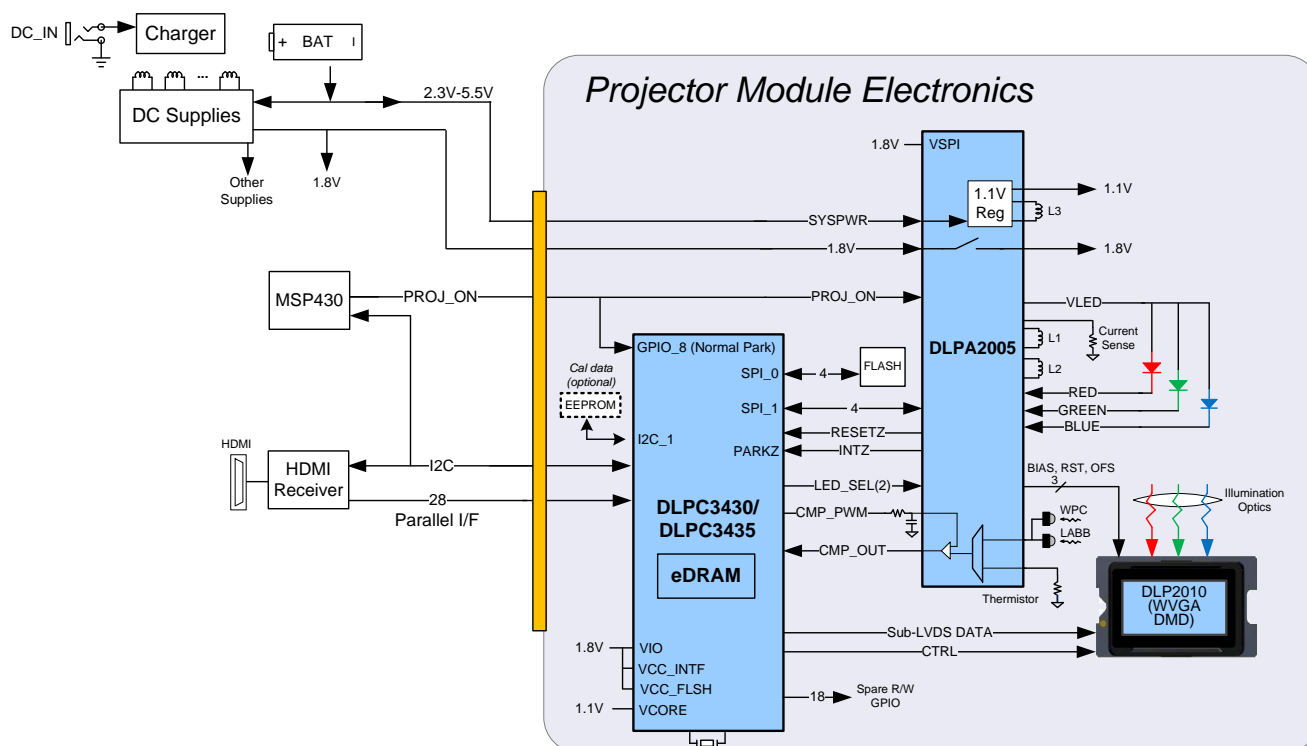 DC_IN
Charger
+ BAT I
DC Supplies
2.3V-5.5V
Other
Supplies
1.8V
Projector Module Electronics
1.8V
VSPI
1.1V
Reg
1.1V
L3
SYSPWR
1.8V
1.8V
MSP430
PROJ_ON
PROJ_ON
VLED
DLPA2005
L1
Current
Sense
L2
GPIO_8 (Normal Park)
Cal data
(optional)
EEPROM
SPI_0
4
FLASH
SPI_1
4
RED
GREEN
BLUE
I2C_1
RESETZ
PARKZ
INTZ
HDMI
HDMI
Receiver
I2C
28
Parallel I/F
LED_SEL(2)
BIAS, RST, OFS
3
Illumination
Optics
DLPC3430/
DLPC3435
CMP_PWM
WPC
LABB
CMP_OUT
eDRAM
Thermistor
DLP2010
(WVGA
DMD)
Sub-LVDS DATA
CTRL
1.8V
VIO
VCC_INTF
VCC_FLSH
1.1V
VCORE
18
Spare R/W
GPIO
...